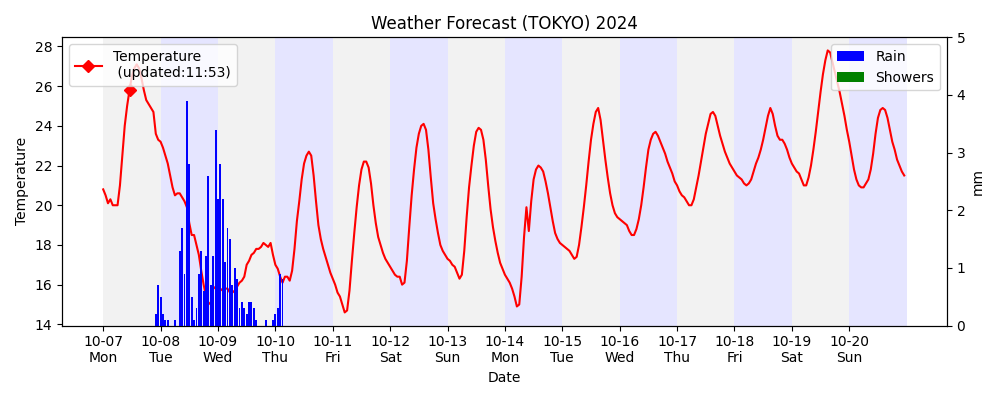 Weather Forecast (TOKYO) 2024
Temperature
(updated:11:53)
Rain
Showers
28
26
24
22
20
18
16
14
Temperature
5
4
3
2
1
0
mm
10-07 10-08 10-09 10-10 10-11 10-12 10-13 10-14 10-15 10-16 10-17 10-18 10-19 10-20
Mon Tue Wed Thu Fri Sat Sun Mon Tue Wed Thu Fri Sat Sun
Date